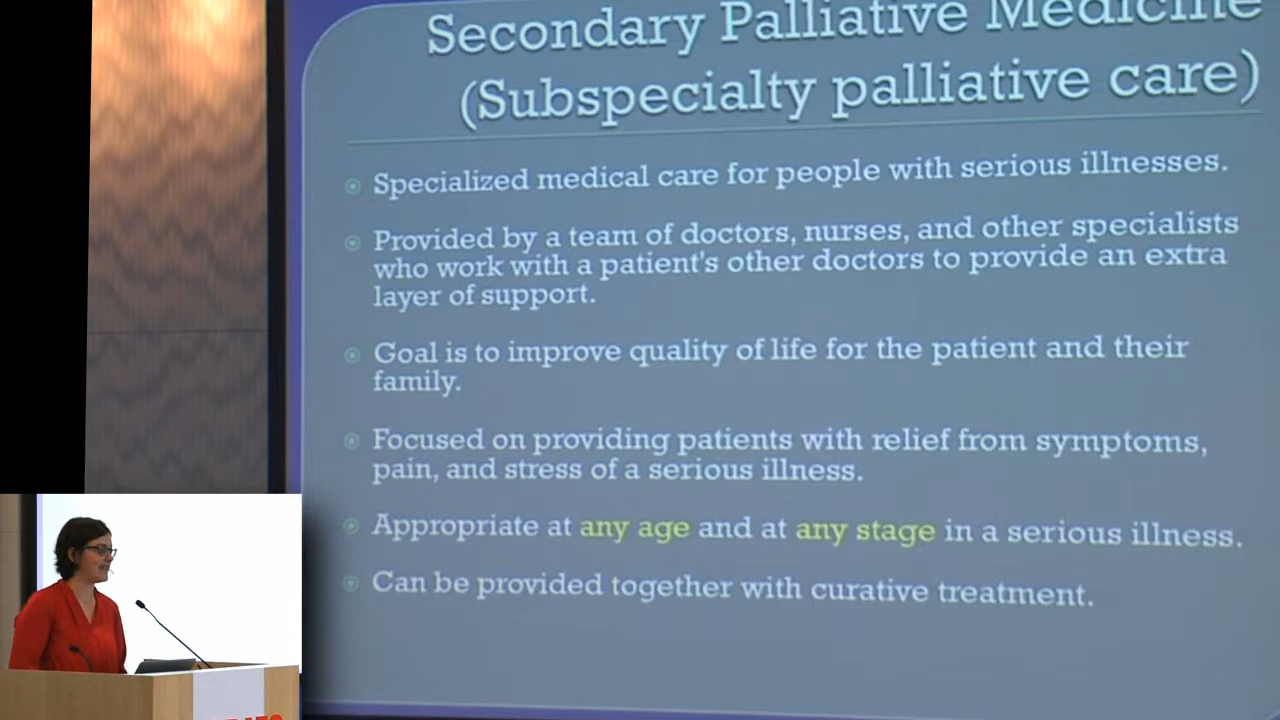 Secondary Palliative Medicine
(Subspecialty palliative care)
Specialized medical care for people with serious illnesses.
Provided by a team of doctors, nurses, and other specialists
who work with a patient's other doctors to provide an extra
layer of support.
Goal is to improve quality of life for the patient and their
family.
Focused on providing patients with relief from symptoms,
pain, and stress of a serious illness.
Appropriate at any age and at any stage in a serious illness.
Can be provided together with curative treatment.